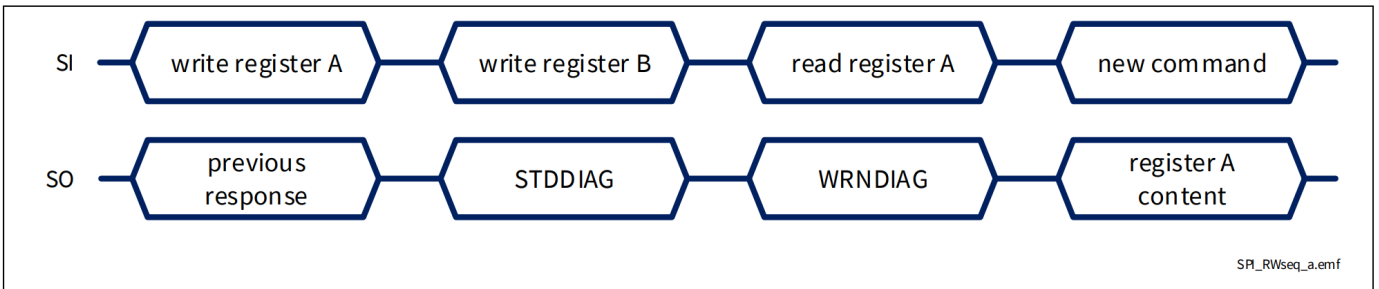 SI
write register A
write register B
read register A
new command
SO
previous
response
STDDIAG
WRNDIAG
register A
content
SPI_RWseq_a.emf